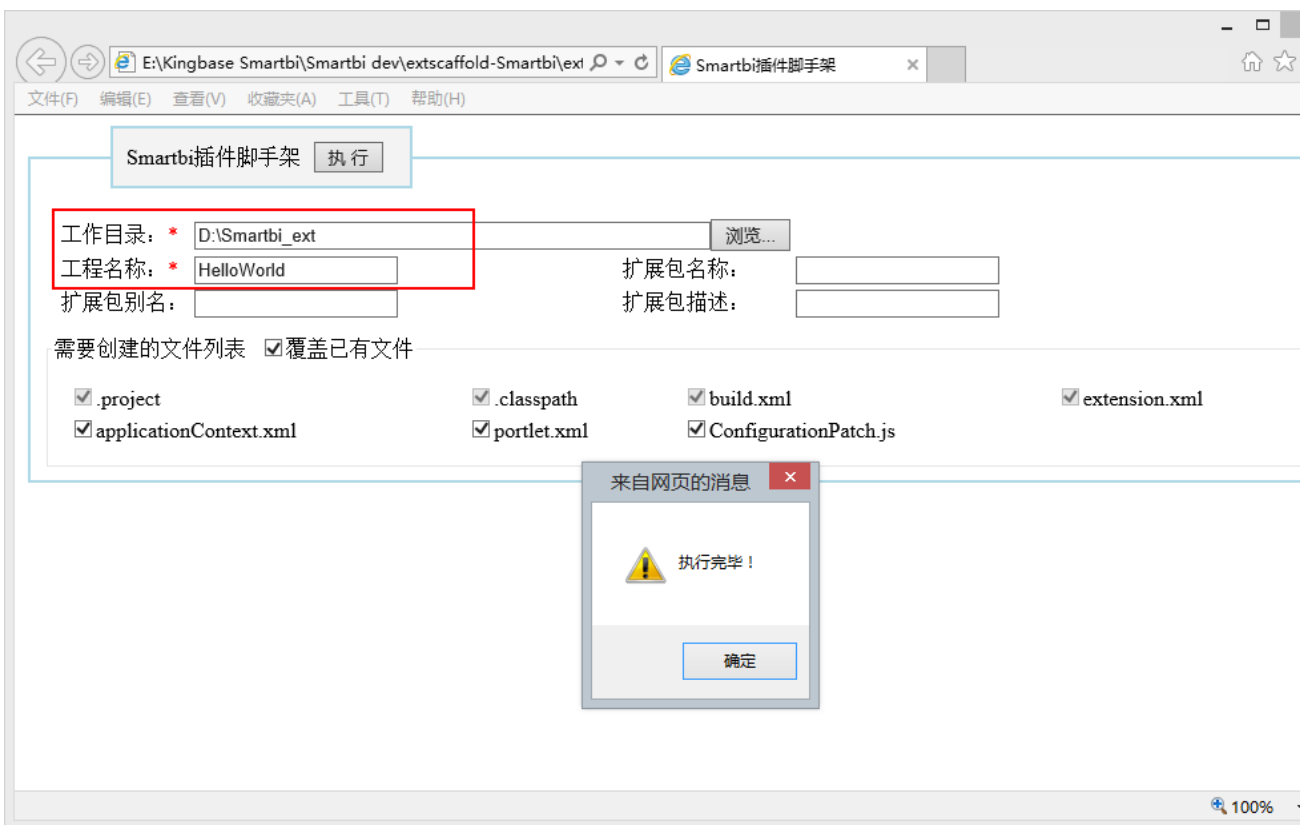 E:\Kingbase Smartbi\Smartbi dev\extscaffold-Smartbi\ext
Smartbi插件脚手架
文件(F) 编辑(E) 查看(V) 收藏夹(A) 工具(T) 帮助(H)
Smartbi插件脚手架 执 行
工作目录：* D:\Smartbi_ext 浏览...
工程名称：* HelloWorld 扩展包名称：
扩展包别名： 扩展包描述：
需要创建的文件列表 覆盖已有文件
.project .classpath build.xml extension.xml
applicationContext.xml portlet.xml ConfigurationPatch.js
来自网页的消息
执行完毕！
确定
100%